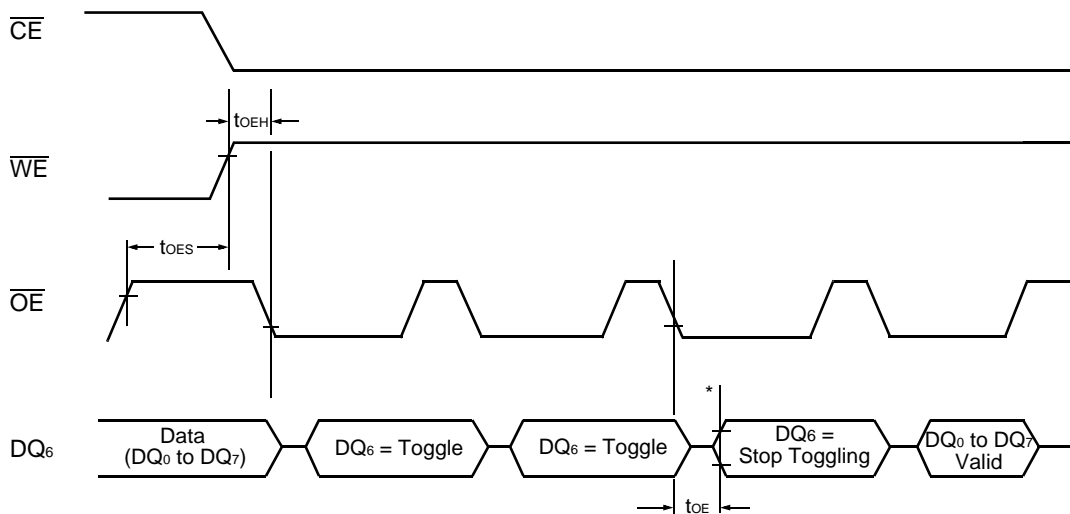 CE
tOEH
WE
tOES
OE
*
DQ6
Data
(DQ0 to DQ7)
DQ6 = Toggle
DQ6 = Toggle
DQ6 =
Stop Toggling
DQ0 to DQ7
Valid
tOE